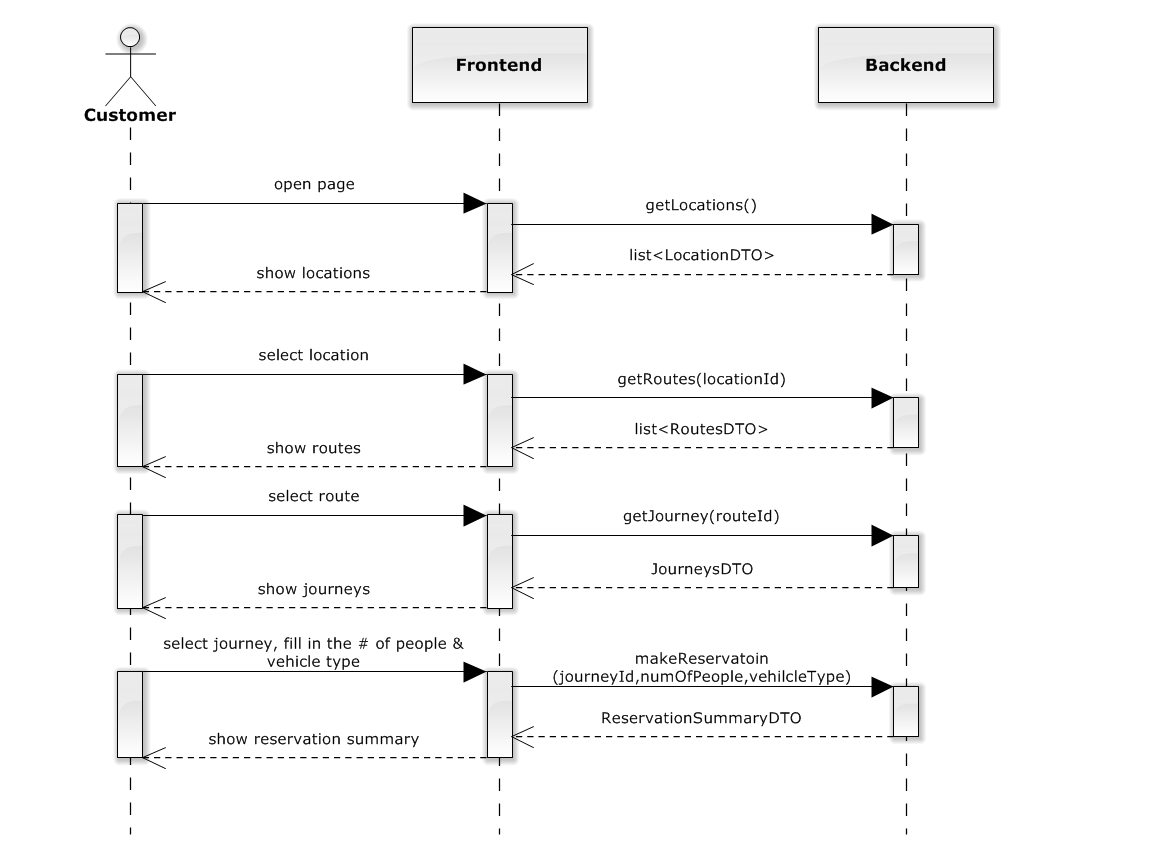 Customer
Frontend
Backend
open page
getLocations()
list<LocationDTO>
show locations
select location
getRoutes(locationId)
list<RoutesDTO>
show routes
select route
getJourney(routeId)
JourneysDTO
show journeys
select journey, fill in the # of people &
vehicle type
makeReservatoin
(journeyId,numOfPeople,vehilcleType)
ReservationSummaryDTO
show reservation summary